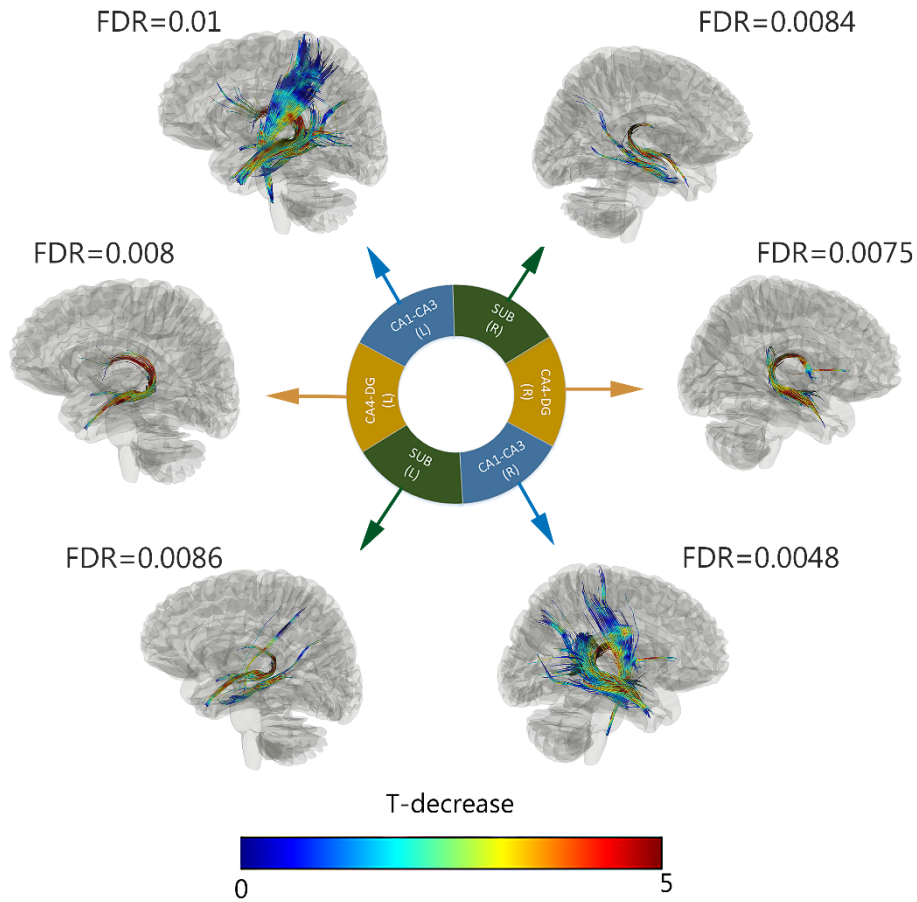 FDR=0.01
FDR=0.0084
FDR=0.008
FDR=0.0075
CA1-CA3
(L)
SUB
(R)
CA4-DG
(L)
CA4-DG
(R)
SUB
(L)
CA1-CA3
(R)
FDR=0.0086
FDR=0.0048
T-decrease
0
5